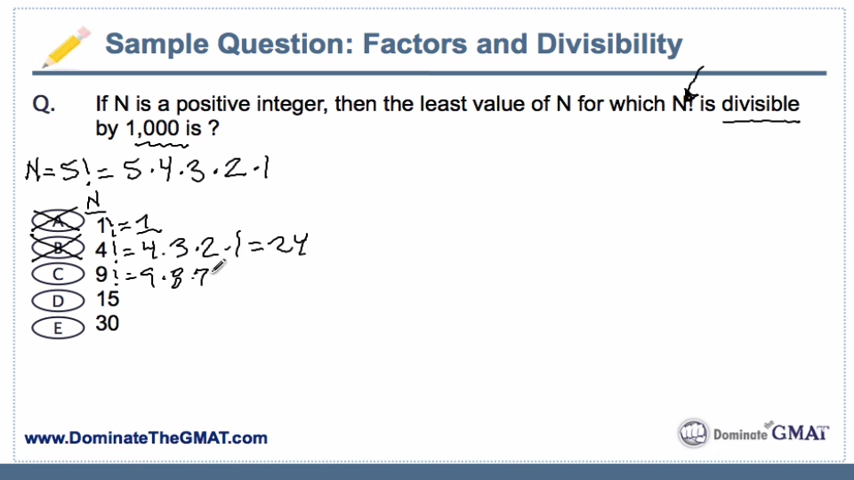 Sample Question: Factors and Divisibility
Q. If N is a positive integer, then the least value of N for which N! is divisible
by 1,000 is ?
N=5!= 5·4·3·2·1
N
A 1!=1
B 4!=4·3·2·1=24
C 9!=9·8·7
D 15
E 30
www.DominateTheGMAT.com
Dominate the GMAT